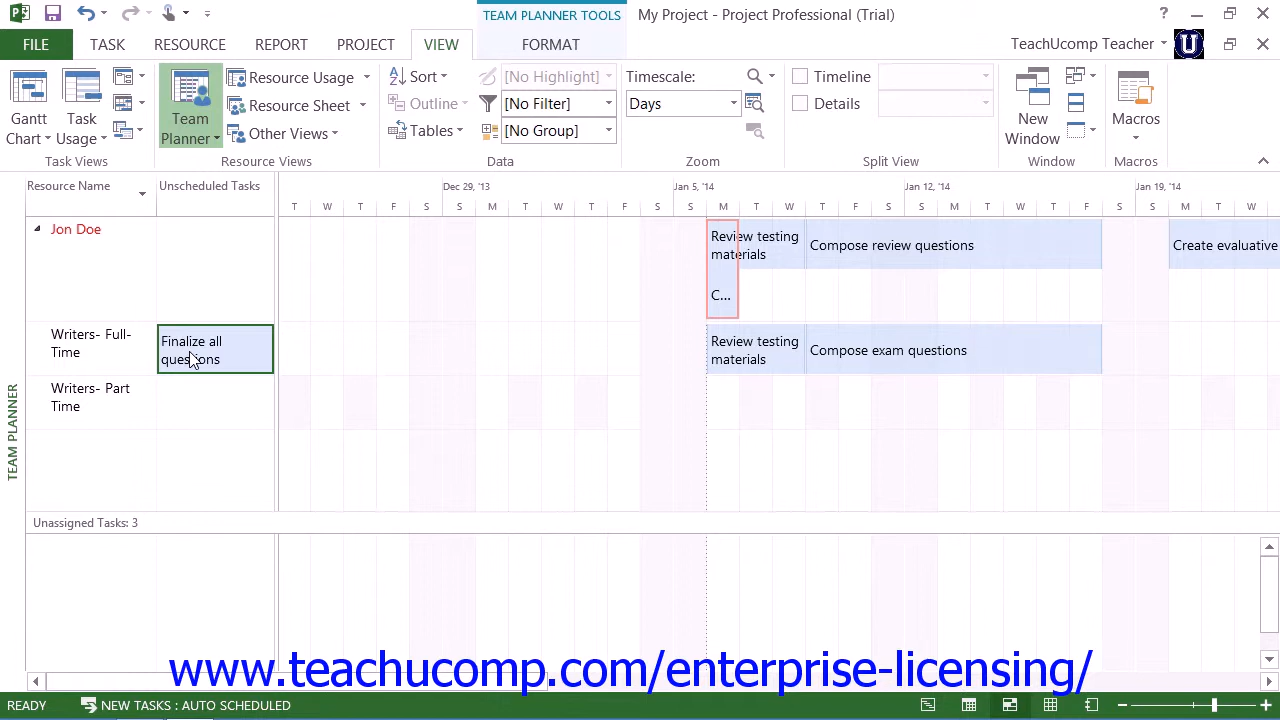 TEAM PLANNER TOOLS
My Project - Project Professional (Trial)
?
FILE
TASK
RESOURCE
REPORT
PROJECT
VIEW
FORMAT
TeachUcomp Teacher
U
Gantt
Chart
Task
Usage
Task Views
Team
Planner
Resource Usage
Resource Sheet
Other Views
Resource Views
Sort
Outline
Tables
[No Highlight]
[No Filter]
[No Group]
Data
Timescale:
Days
Zoom
Timeline
Details
Split View
New
Window
Window
Macros
Macros
Resource Name
Unscheduled Tasks
Dec 29, '13
Jan 5, '14
Jan 12, '14
Jan 19, '14
T W T F S S M T W T F S S M T W T F S S M T W T F S S M T W
Jon Doe
Review testing
materials
Compose review questions
Create evaluative
C...
Writers- Full-
Time
Finalize all
questions
Review testing
materials
Compose exam questions
Writers- Part
Time
TEAM PLANNER
Unassigned Tasks: 3
www.teachucomp.com/enterprise-licensing/
READY
NEW TASKS : AUTO SCHEDULED